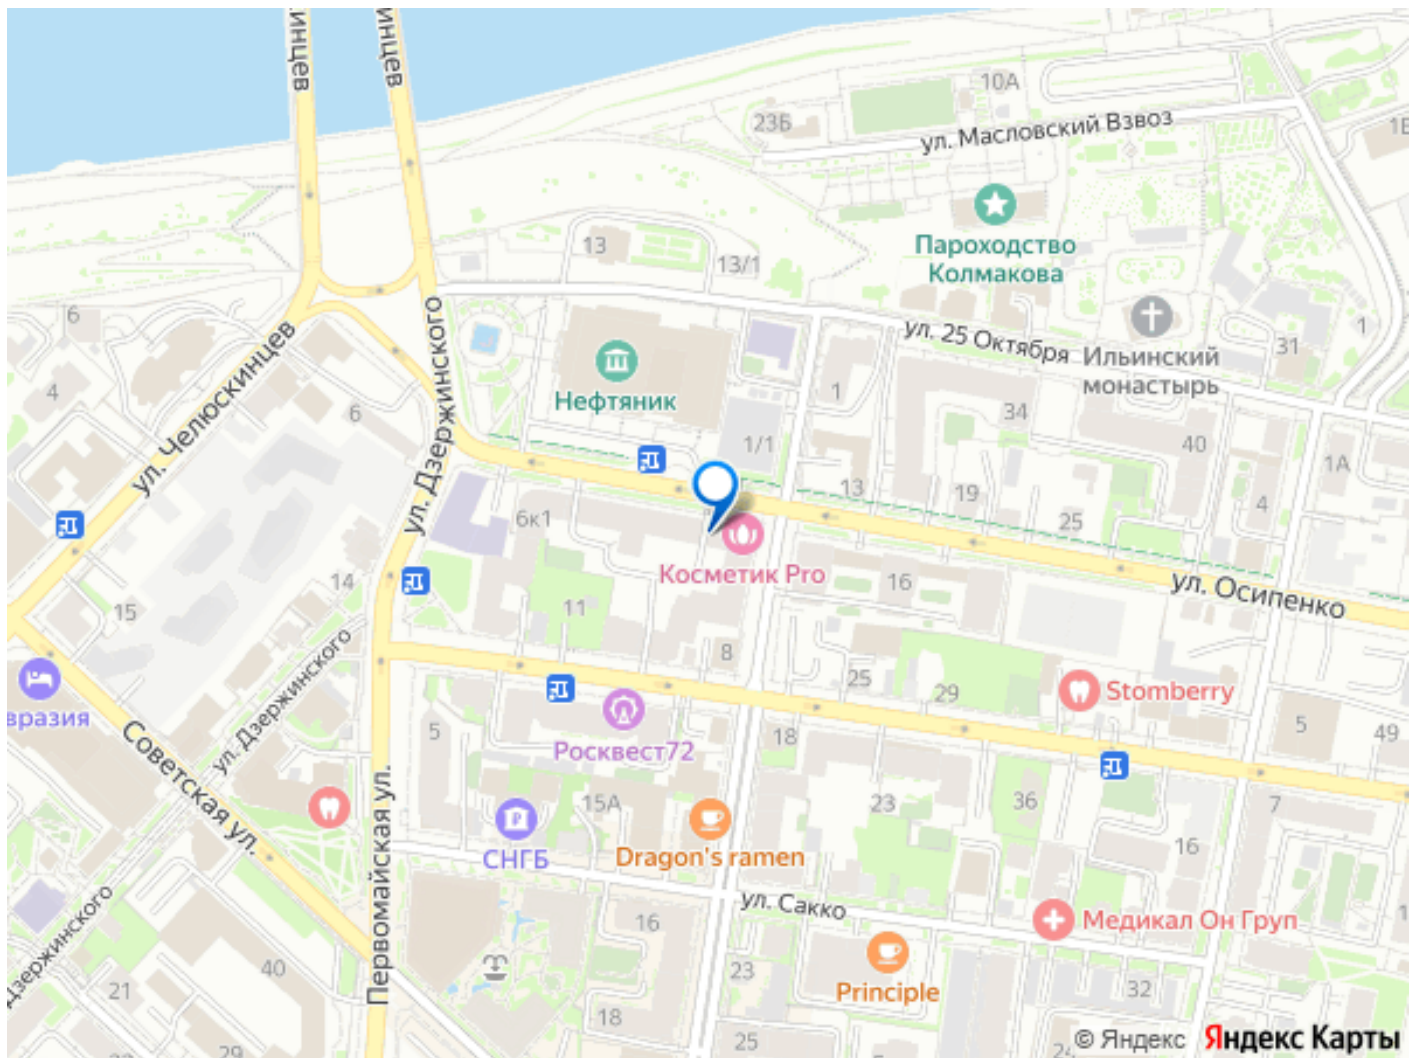 инцев
инцев
10А
23Б
ул. Масловский Взвоз
1В
Пароходство
Колмакова
13
13/1
6
ул. Челюскинцев
ул. Дзержинского
ул. 25 Октября
Ильинский
монастырь
31
1
4
6
Нефтяник
1
34
1/1
40
1А
13
19
25
4
6к1
Косметик Pro
16
ул. Осипенко
14
15
11
8
25
29
Stomberry
вразия
ул. Дзержинского
5
Росквест72
18
5
49
Советская ул.
Первомайская ул.
15А
23
36
7
СНГБ
Dragon's ramen
16
ул. Сакко
Медикал Он Груп
16
Дзержинского
40
21
23
Principle
32
18
25
29
© Яндекс Яндекс Карты